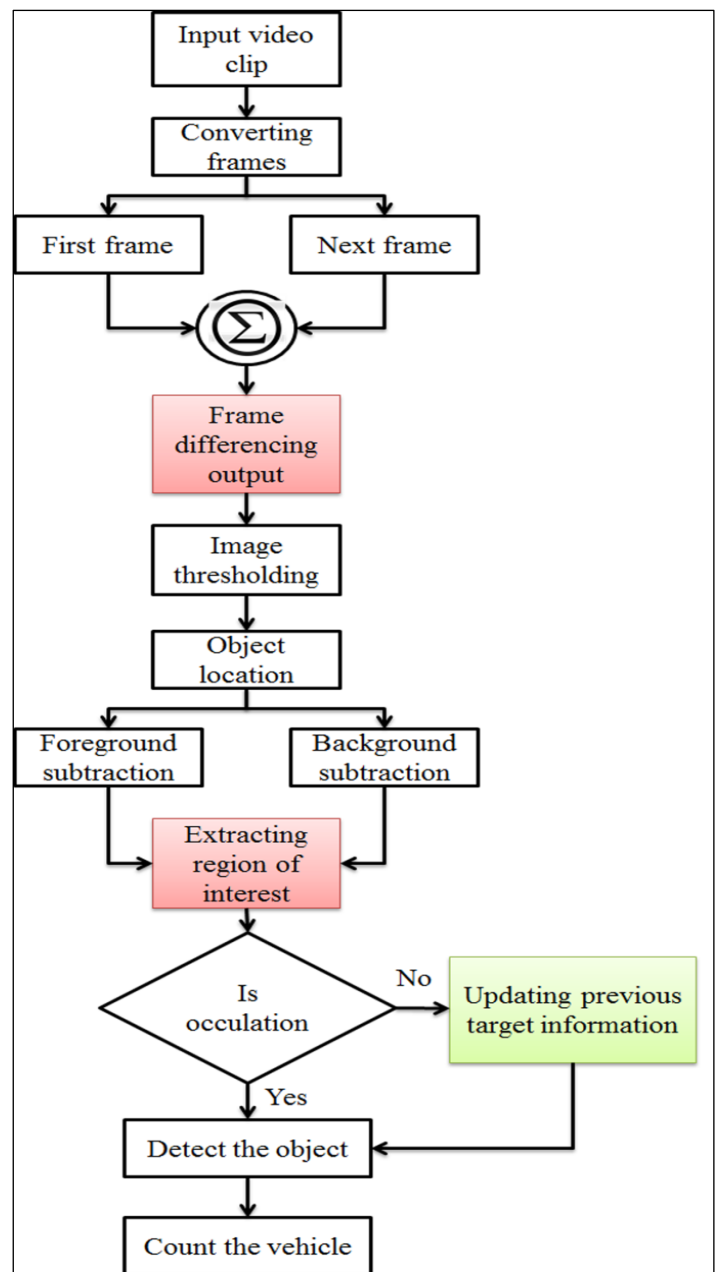 Input video
clip
Converting
frames
First frame
Next frame
Σ
Frame
differencing
output
Image
thresholding
Object
location
Foreground
subtraction
Background
subtraction
Extracting
region of
interest
Is
occulation
No
Updating previous
target information
Yes
Detect the object
Count the vehicle